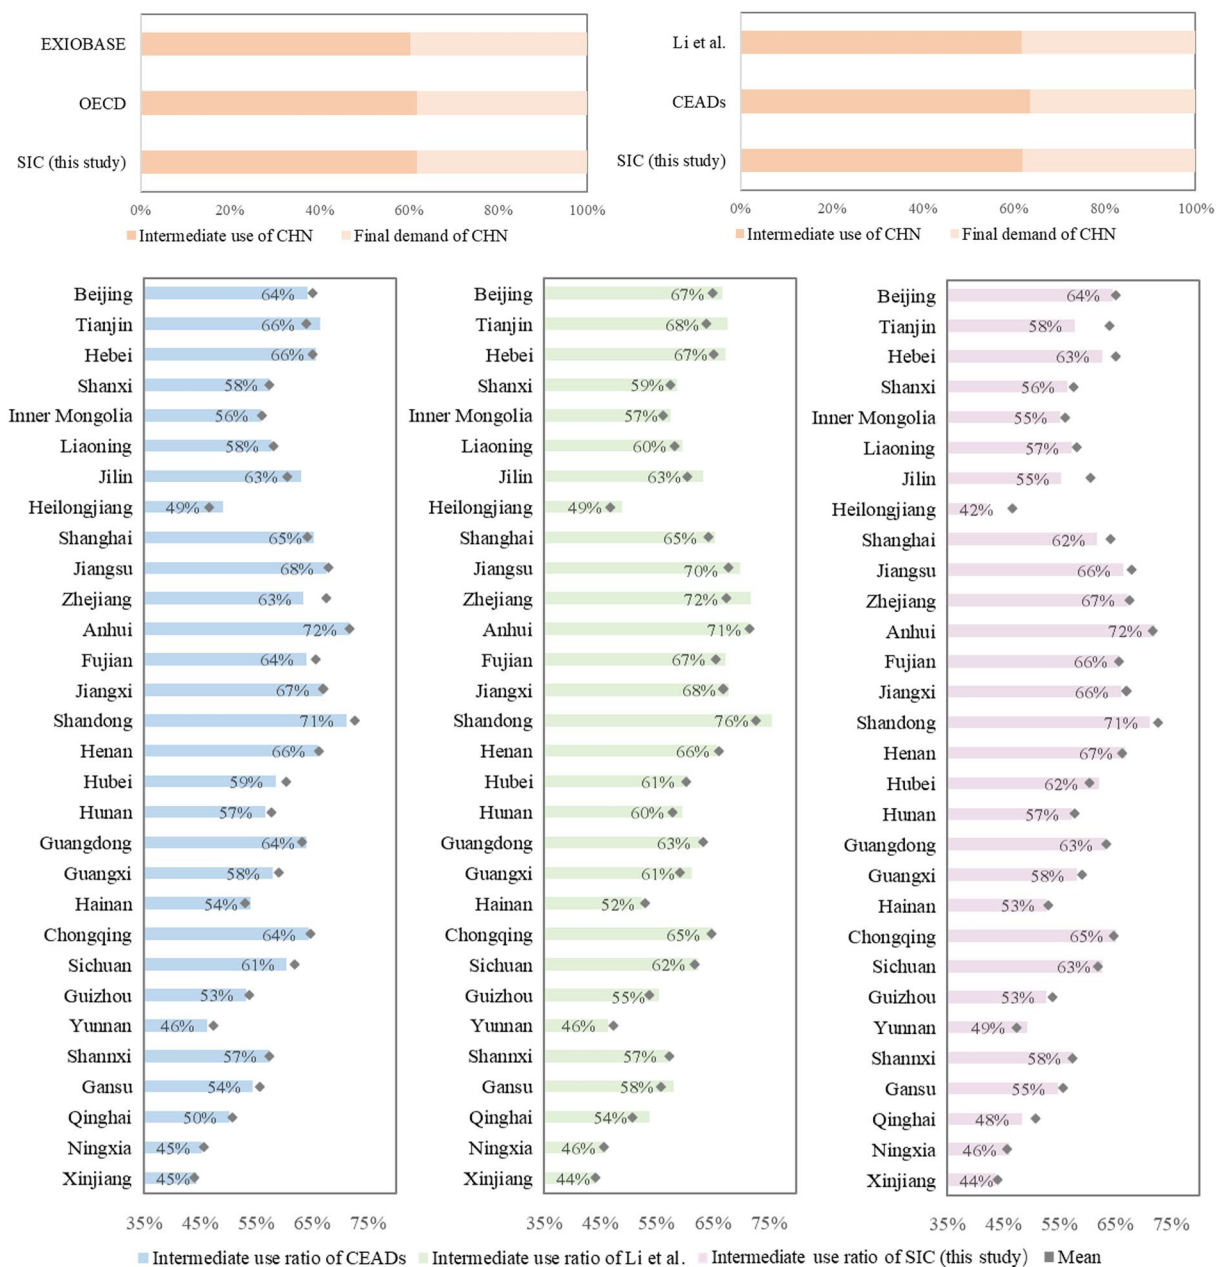 EXIOBASE
OECD
SIC (this study)
0% 20% 40% 60% 80% 100%
Intermediate use of CHN Final demand of CHN
Li et al.
CEADs
SIC (this study)
0% 20% 40% 60% 80% 100%
Intermediate use of CHN Final demand of CHN
Beijing 64%
Tianjin 66%
Hebei 66%
Shanxi 58%
Inner Mongolia 56%
Liaoning 58%
Jilin 63%
Heilongjiang 49%
Shanghai 65%
Jiangsu 68%
Zhejiang 63%
Anhui 72%
Fujian 64%
Jiangxi 67%
Shandong 71%
Henan 66%
Hubei 59%
Hunan 57%
Guangdong 64%
Guangxi 58%
Hainan 54%
Chongqing 64%
Sichuan 61%
Guizhou 53%
Yunnan 46%
Shannxi 57%
Gansu 54%
Qinghai 50%
Ningxia 45%
Xinjiang 45%
35% 45% 55% 65% 75%
Beijing 67%
Tianjin 68%
Hebei 67%
Shanxi 59%
Inner Mongolia 57%
Liaoning 60%
Jilin 63%
Heilongjiang 49%
Shanghai 65%
Jiangsu 70%
Zhejiang 72%
Anhui 71%
Fujian 67%
Jiangxi 68%
Shandong 76%
Henan 66%
Hubei 61%
Hunan 60%
Guangdong 63%
Guangxi 61%
Hainan 52%
Chongqing 65%
Sichuan 62%
Guizhou 55%
Yunnan 46%
Shannxi 57%
Gansu 58%
Qinghai 54%
Ningxia 46%
Xinjiang 44%
35% 45% 55% 65% 75%
Beijing 64%
Tianjin 58%
Hebei 63%
Shanxi 56%
Inner Mongolia 55%
Liaoning 57%
Jilin 55%
Heilongjiang 42%
Shanghai 62%
Jiangsu 66%
Zhejiang 67%
Anhui 72%
Fujian 66%
Jiangxi 66%
Shandong 71%
Henan 67%
Hubei 62%
Hunan 57%
Guangdong 63%
Guangxi 58%
Hainan 53%
Chongqing 65%
Sichuan 63%
Guizhou 53%
Yunnan 49%
Shannxi 58%
Gansu 55%
Qinghai 48%
Ningxia 46%
Xinjiang 44%
35% 45% 55% 65% 75%
Intermediate use ratio of CEADs Intermediate use ratio of Li et al. Intermediate use ratio of SIC (this study) Mean